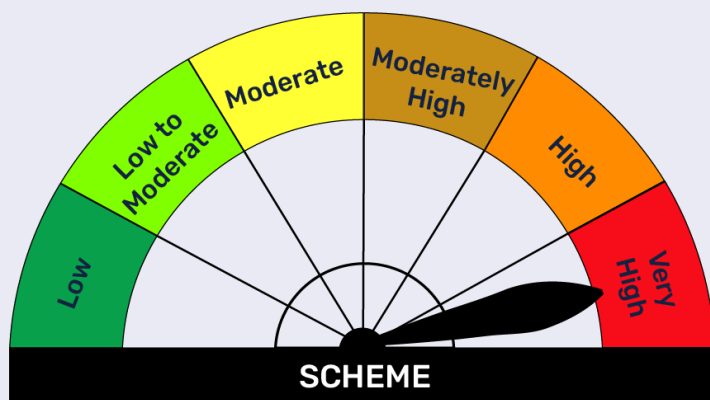 Low
Low to
Moderate
Moderate
Moderately
High
High
Very
High
SCHEME